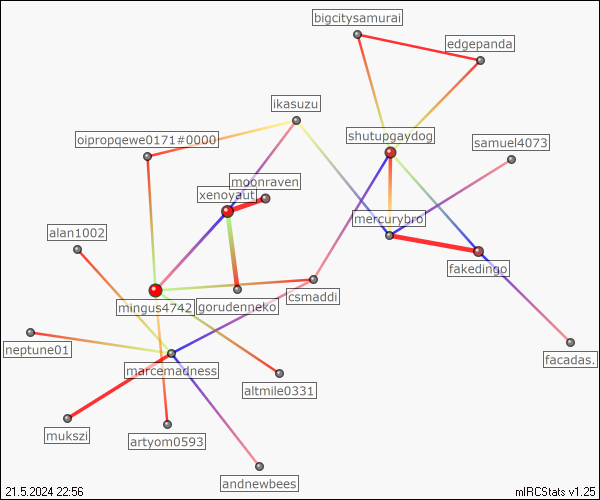 bigcitysamurai
edgepanda
ikasuzu
oipropqewe0171#0000
shutupgaydog
samuel4073
moonraven
xenoyaut
mercurybro
alan1002
fakedingo
csmaddi
mingus4742
gorudenneko
neptune01
marcemadness
facadas.
altmile0331
mukszi
artyom0593
andnewbees
21.5.2024 22:56
mIRCStats v1.25